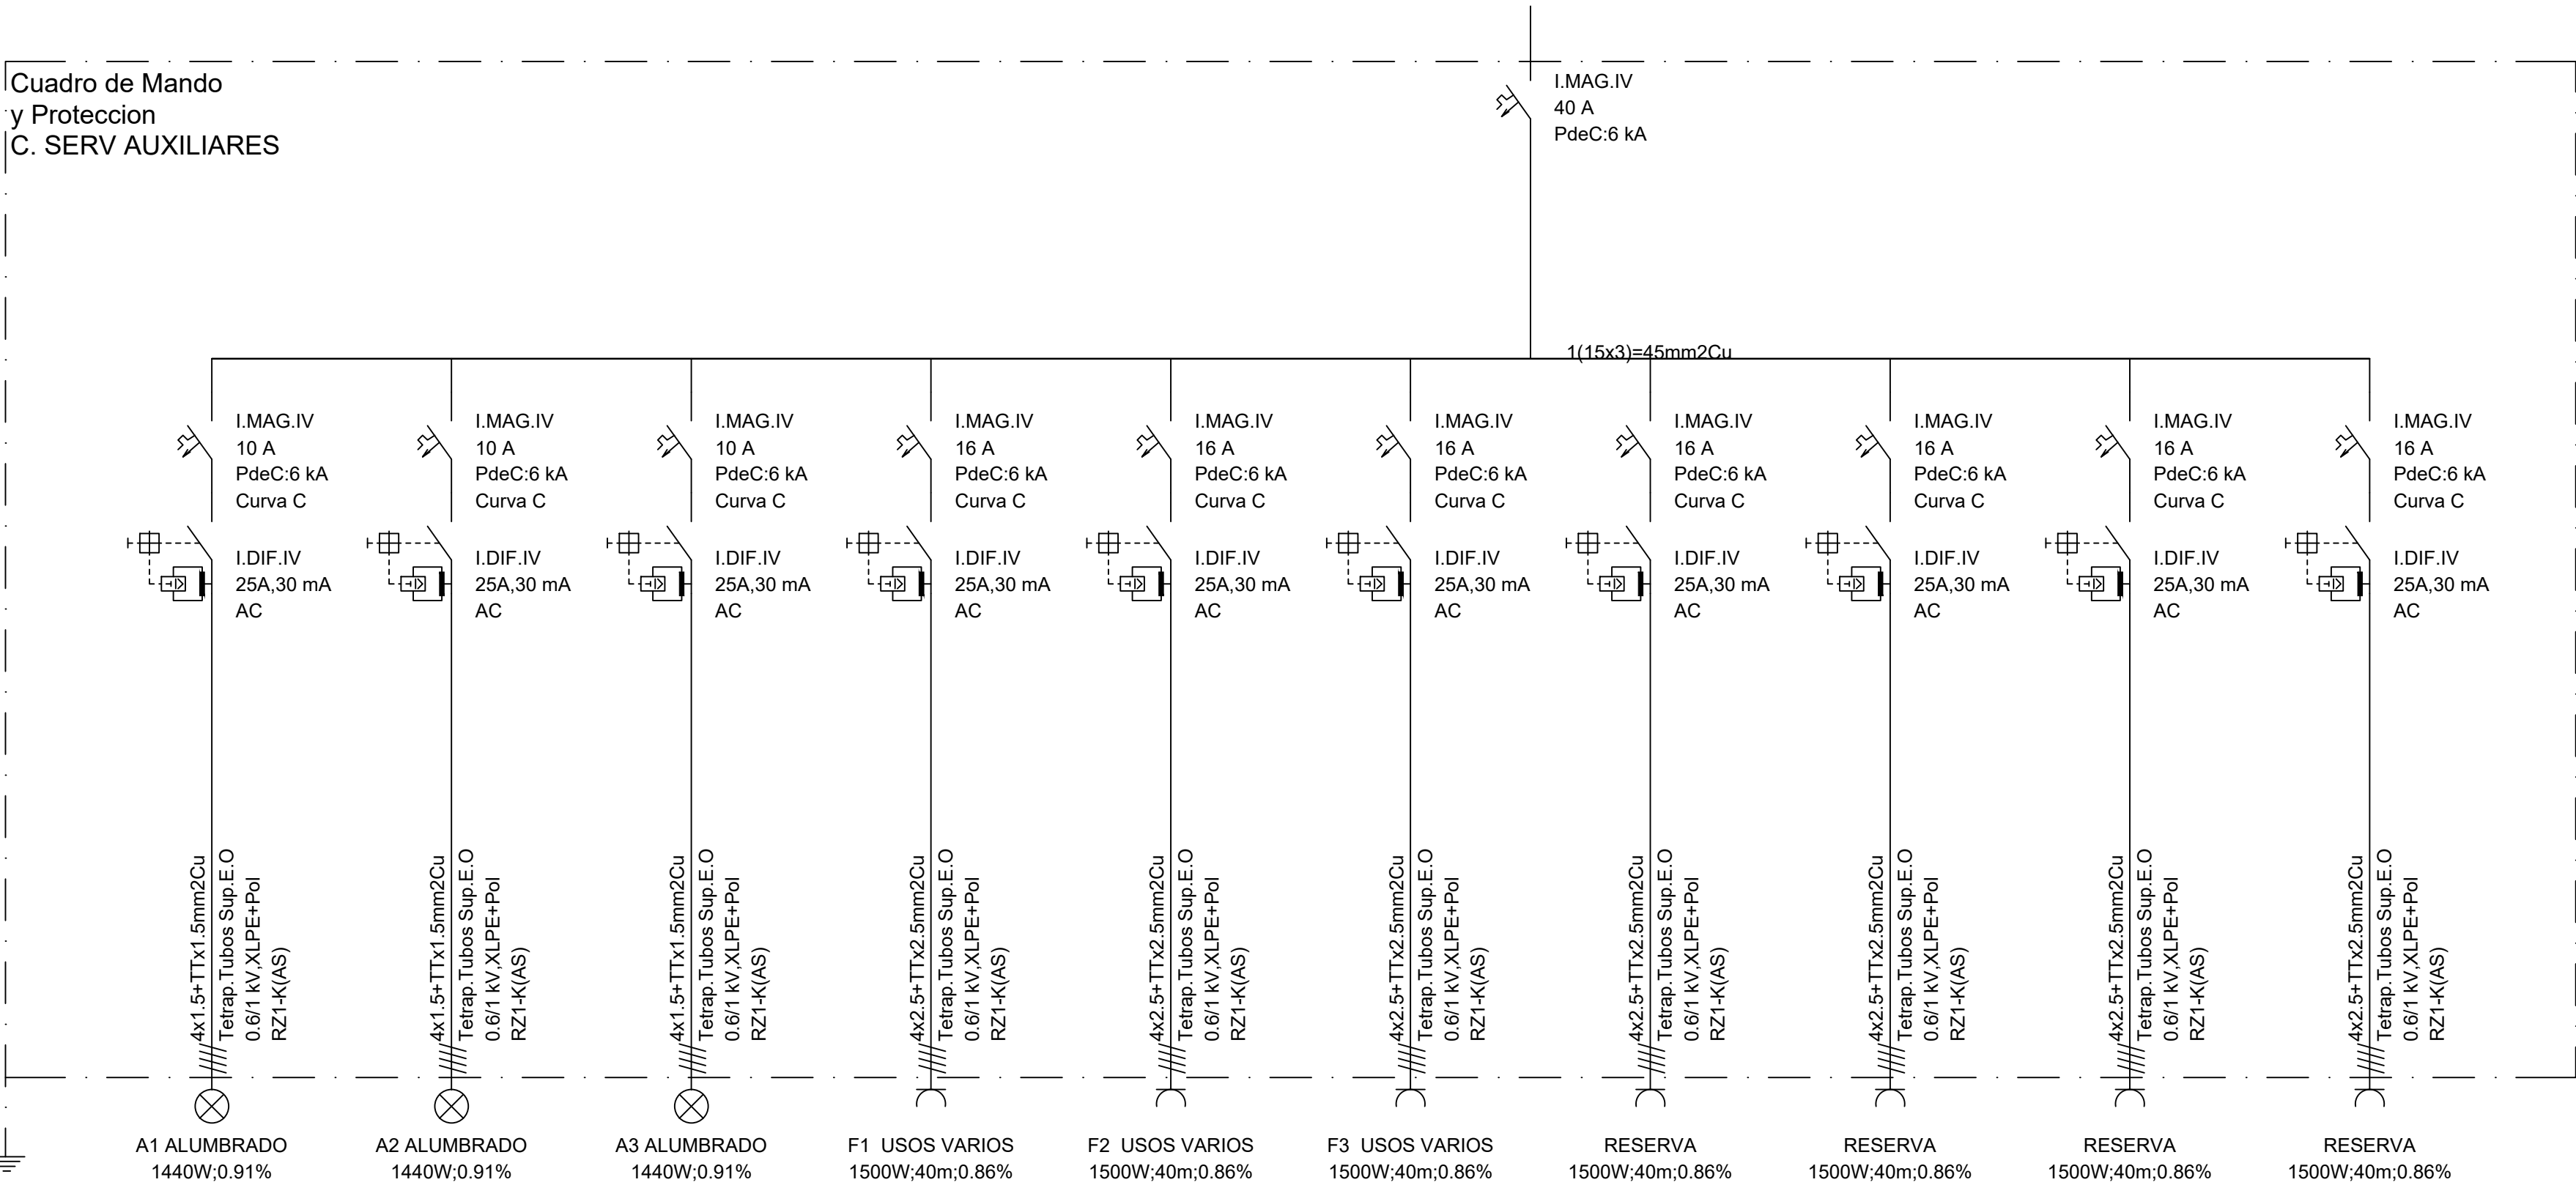 Cuadro de Mando
y Proteccion
C. SERV AUXILIARES
I.MAG.IV
40 A
PdeC:6 kA
1(15x3)=45mm2Cu
I.MAG.IV
10 A
PdeC:6 kA
Curva C
I.DIF.IV
25A,30 mA
AC
4x1.5+TTx1.5mm2Cu
Tetrap.Tubos Sup.E.O
0.6/1 kV,XLPE+Pol
RZ1-K(AS)
A1 ALUMBRADO
1440W;0.91%
I.MAG.IV
10 A
PdeC:6 kA
Curva C
I.DIF.IV
25A,30 mA
AC
4x1.5+TTx1.5mm2Cu
Tetrap.Tubos Sup.E.O
0.6/1 kV,XLPE+Pol
RZ1-K(AS)
A2 ALUMBRADO
1440W;0.91%
I.MAG.IV
10 A
PdeC:6 kA
Curva C
I.DIF.IV
25A,30 mA
AC
4x1.5+TTx1.5mm2Cu
Tetrap.Tubos Sup.E.O
0.6/1 kV,XLPE+Pol
RZ1-K(AS)
A3 ALUMBRADO
1440W;0.91%
I.MAG.IV
16 A
PdeC:6 kA
Curva C
I.DIF.IV
25A,30 mA
AC
4x2.5+TTx2.5mm2Cu
Tetrap.Tubos Sup.E.O
0.6/1 kV,XLPE+Pol
RZ1-K(AS)
F1 USOS VARIOS
1500W;40m;0.86%
I.MAG.IV
16 A
PdeC:6 kA
Curva C
I.DIF.IV
25A,30 mA
AC
4x2.5+TTx2.5mm2Cu
Tetrap.Tubos Sup.E.O
0.6/1 kV,XLPE+Pol
RZ1-K(AS)
F2 USOS VARIOS
1500W;40m;0.86%
I.MAG.IV
16 A
PdeC:6 kA
Curva C
I.DIF.IV
25A,30 mA
AC
4x2.5+TTx2.5mm2Cu
Tetrap.Tubos Sup.E.O
0.6/1 kV,XLPE+Pol
RZ1-K(AS)
F3 USOS VARIOS
1500W;40m;0.86%
I.MAG.IV
16 A
PdeC:6 kA
Curva C
I.DIF.IV
25A,30 mA
AC
4x2.5+TTx2.5mm2Cu
Tetrap.Tubos Sup.E.O
0.6/1 kV,XLPE+Pol
RZ1-K(AS)
RESERVA
1500W;40m;0.86%
I.MAG.IV
16 A
PdeC:6 kA
Curva C
I.DIF.IV
25A,30 mA
AC
4x2.5+TTx2.5mm2Cu
Tetrap.Tubos Sup.E.O
0.6/1 kV,XLPE+Pol
RZ1-K(AS)
RESERVA
1500W;40m;0.86%
I.MAG.IV
16 A
PdeC:6 kA
Curva C
I.DIF.IV
25A,30 mA
AC
4x2.5+TTx2.5mm2Cu
Tetrap.Tubos Sup.E.O
0.6/1 kV,XLPE+Pol
RZ1-K(AS)
RESERVA
1500W;40m;0.86%
I.MAG.IV
16 A
PdeC:6 kA
Curva C
I.DIF.IV
25A,30 mA
AC
4x2.5+TTx2.5mm2Cu
Tetrap.Tubos Sup.E.O
0.6/1 kV,XLPE+Pol
RZ1-K(AS)
RESERVA
1500W;40m;0.86%